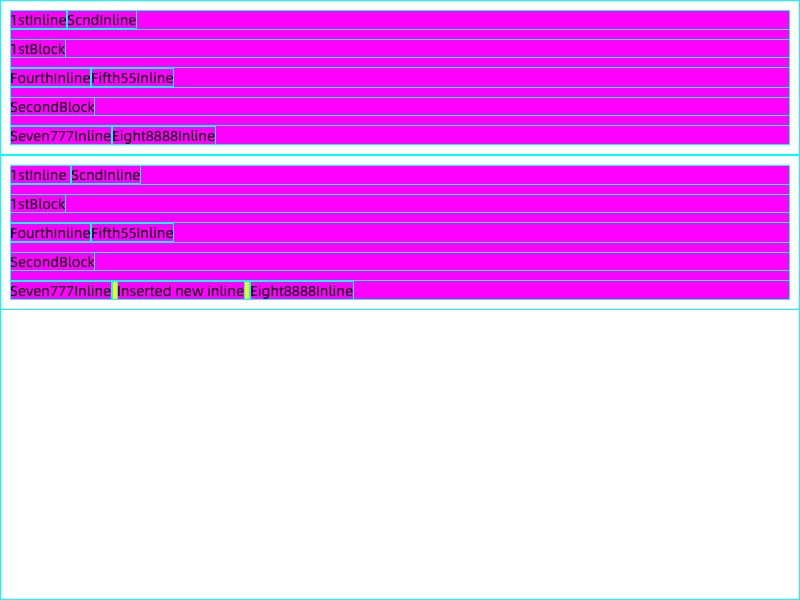 1stInlineScndInline
1stBlock
FourthInlineFifth55Inline
SecondBlock
Seven777InlineEight8888Inline
1stInline ScndInline
1stBlock
FourthInlineFifth55Inline
SecondBlock
Seven777Inline Inserted new inline Eight8888Inline